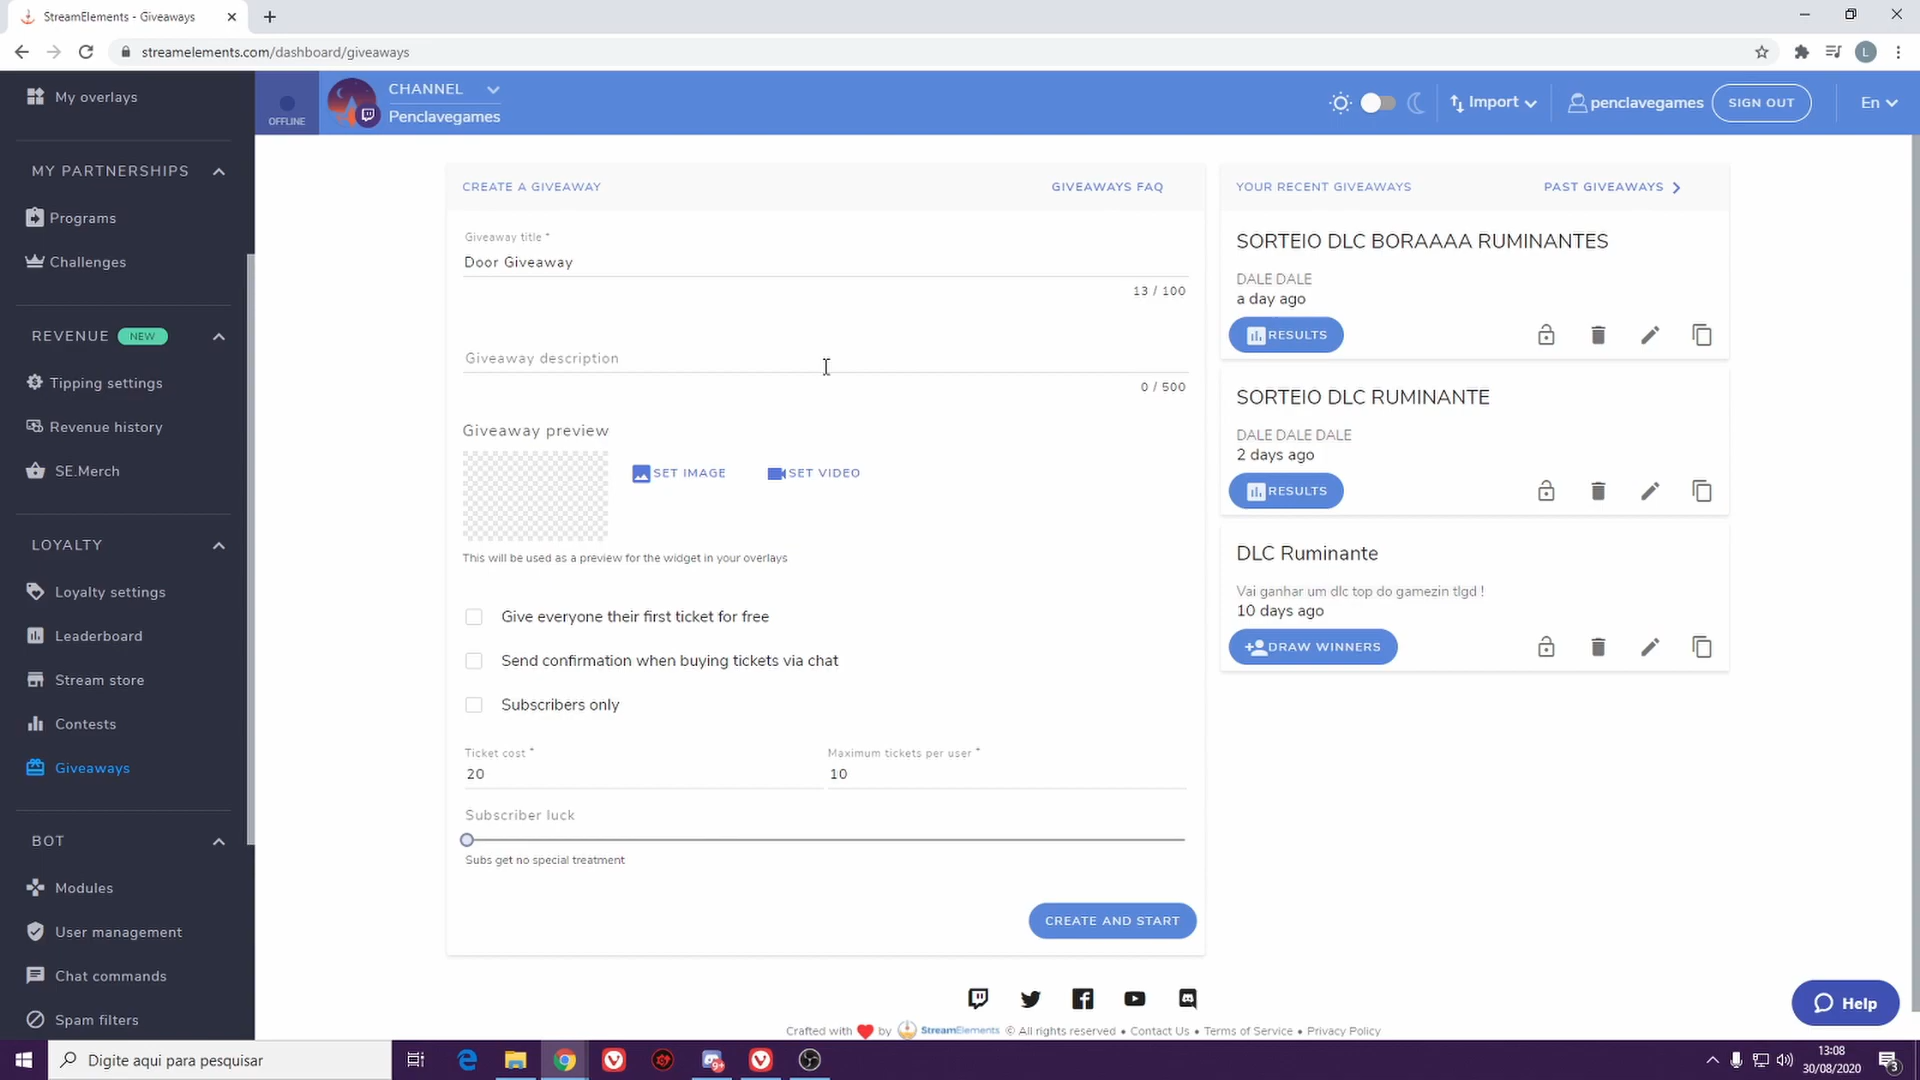 StreamElements - Giveaways
streamelements.com/dashboard/giveaways
L
My overlays
MY PARTNERSHIPS
Programs
Challenges
REVENUE NEW
Tipping settings
Revenue history
SE.Merch
LOYALTY
Loyalty settings
Leaderboard
Stream store
Contests
Giveaways
BOT
Modules
User management
Chat commands
Spam filters
OFFLINE
CHANNEL
Penclavegames
Import
penclavegames
SIGN OUT
En
CREATE A GIVEAWAY
GIVEAWAYS FAQ
Giveaway title *
Door Giveaway
13 / 100
Giveaway description
0 / 500
Giveaway preview
SET IMAGE
SET VIDEO
This will be used as a preview for the widget in your overlays
Give everyone their first ticket for free
Send confirmation when buying tickets via chat
Subscribers only
Ticket cost *
20
Maximum tickets per user *
10
Subscriber luck
Subs get no special treatment
CREATE AND START
YOUR RECENT GIVEAWAYS
PAST GIVEAWAYS
SORTEIO DLC BORAAAA RUMINANTES
DALE DALE
a day ago
RESULTS
SORTEIO DLC RUMINANTE
DALE DALE DALE
2 days ago
RESULTS
DLC Ruminante
Vai ganhar um dlc top do gamezin tlgd !
10 days ago
DRAW WINNERS
Crafted with by StreamElements © All rights reserved • Contact Us • Terms of Service • Privacy Policy
Help
Digite aqui para pesquisar
9+
13:08
30/08/2020
3